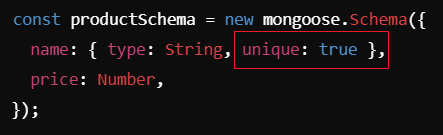 const productSchema = new mongoose.Schema({
name: { type: String, unique: true },
price: Number,
});